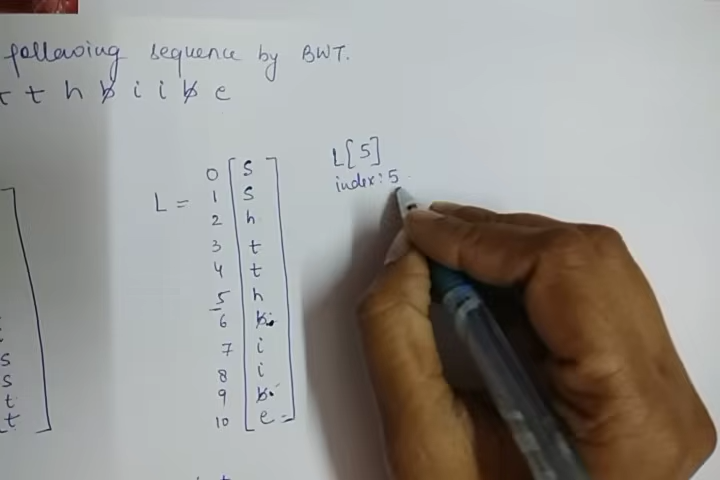 following sequence by BWT.
t t h b̸ i i b̸ e
L[5]
index: 5
L =
0 s
1 s
2 h
3 t
4 t
5 h
6 b̸
7 i
8 i
9 b̸
10 e
s
s
t
t